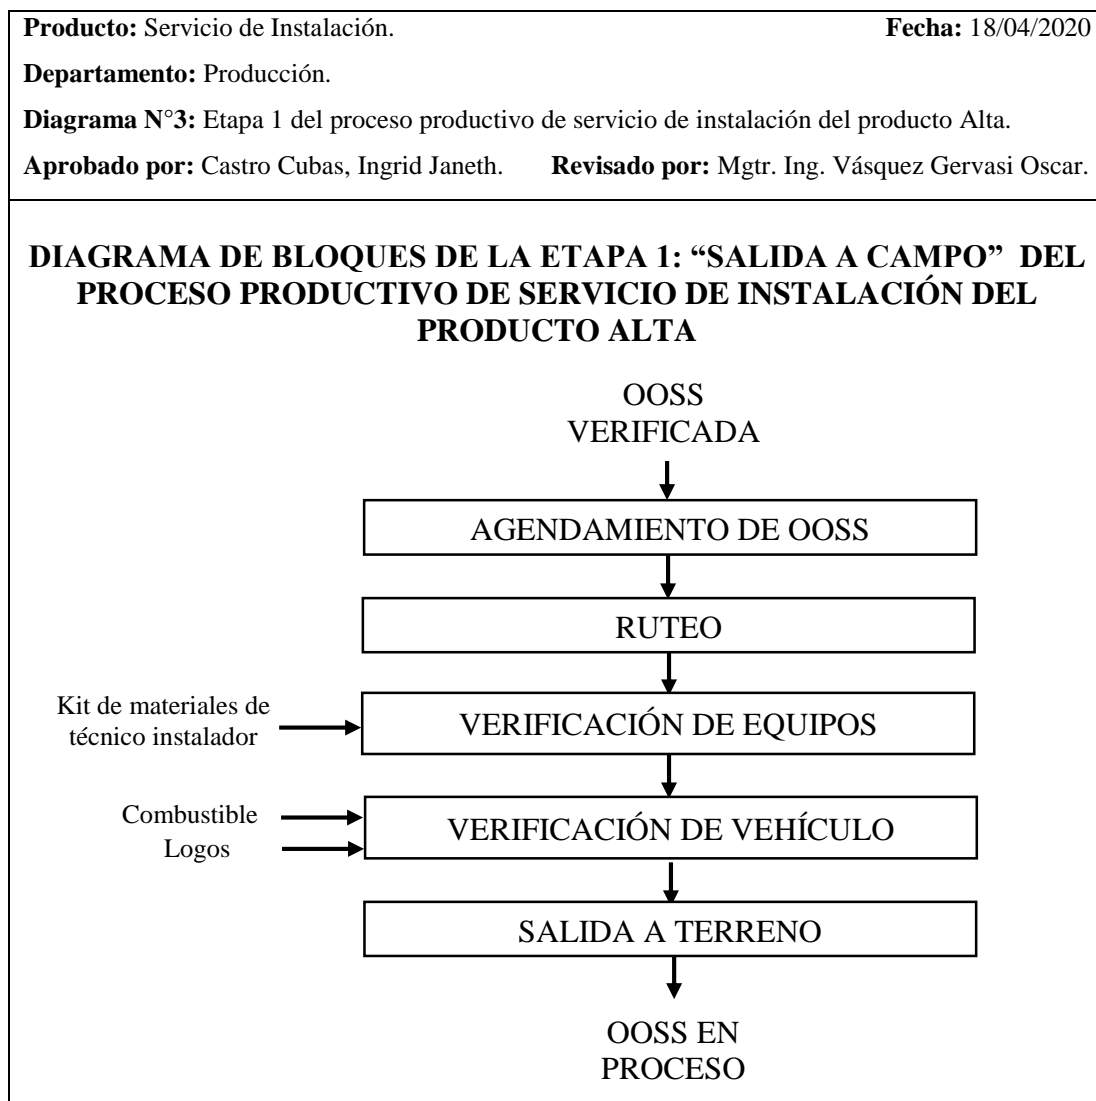 Producto: Servicio de Instalación. Fecha: 18/04/2020
Departamento: Producción.
Diagrama N°3: Etapa 1 del proceso productivo de servicio de instalación del producto Alta.
Aprobado por: Castro Cubas, Ingrid Janeth. Revisado por: Mgtr. Ing. Vásquez Gervasi Oscar.
DIAGRAMA DE BLOQUES DE LA ETAPA 1: “SALIDA A CAMPO” DEL
PROCESO PRODUCTIVO DE SERVICIO DE INSTALACIÓN DEL
PRODUCTO ALTA
OOSS
VERIFICADA
AGENDAMIENTO DE OOSS
RUTEO
Kit de materiales de
técnico instalador
VERIFICACIÓN DE EQUIPOS
Combustible
Logos
VERIFICACIÓN DE VEHÍCULO
SALIDA A TERRENO
OOSS EN
PROCESO